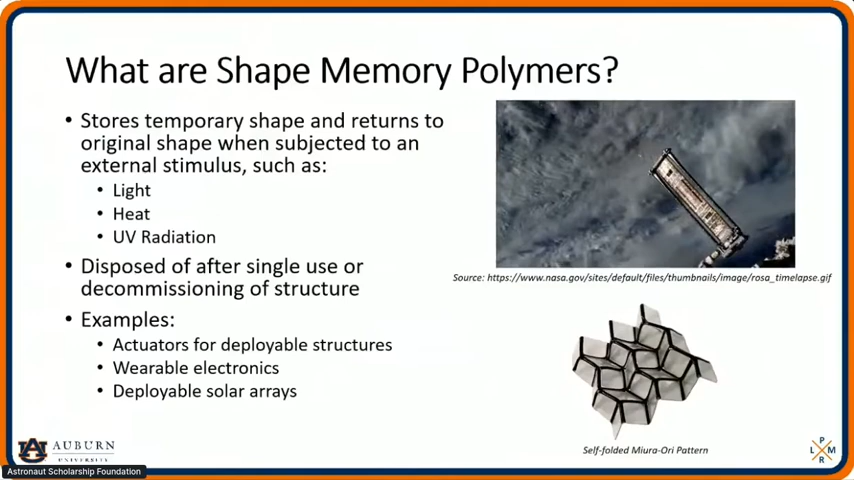 What are Shape Memory Polymers?
• Stores temporary shape and returns to
original shape when subjected to an
external stimulus, such as:
• Light
• Heat
• UV Radiation
• Disposed of after single use or
decommissioning of structure
• Examples:
• Actuators for deployable structures
• Wearable electronics
• Deployable solar arrays
Source: https://www.nasa.gov/sites/default/files/thumbnails/image/rosa_timelapse.gif
Self-folded Miura-Ori Pattern
AU AUBURN
UNIVERSITY
Astronaut Scholarship Foundation
P
L M
R